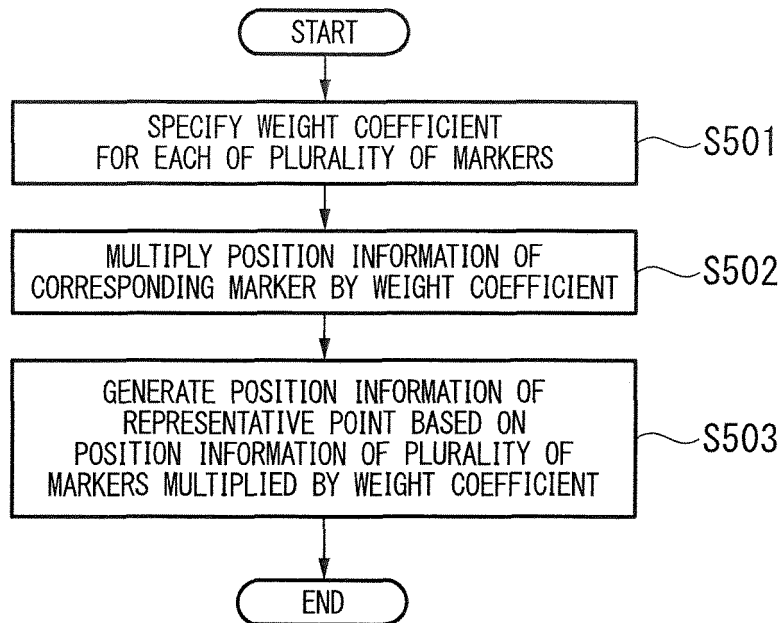 START
SPECIFY WEIGHT COEFFICIENT
FOR EACH OF PLURALITY OF MARKERS
S501
MULTIPLY POSITION INFORMATION OF
CORRESPONDING MARKER BY WEIGHT COEFFICIENT
S502
GENERATE POSITION INFORMATION OF
REPRESENTATIVE POINT BASED ON
POSITION INFORMATION OF PLURALITY OF
MARKERS MULTIPLIED BY WEIGHT COEFFICIENT
S503
END